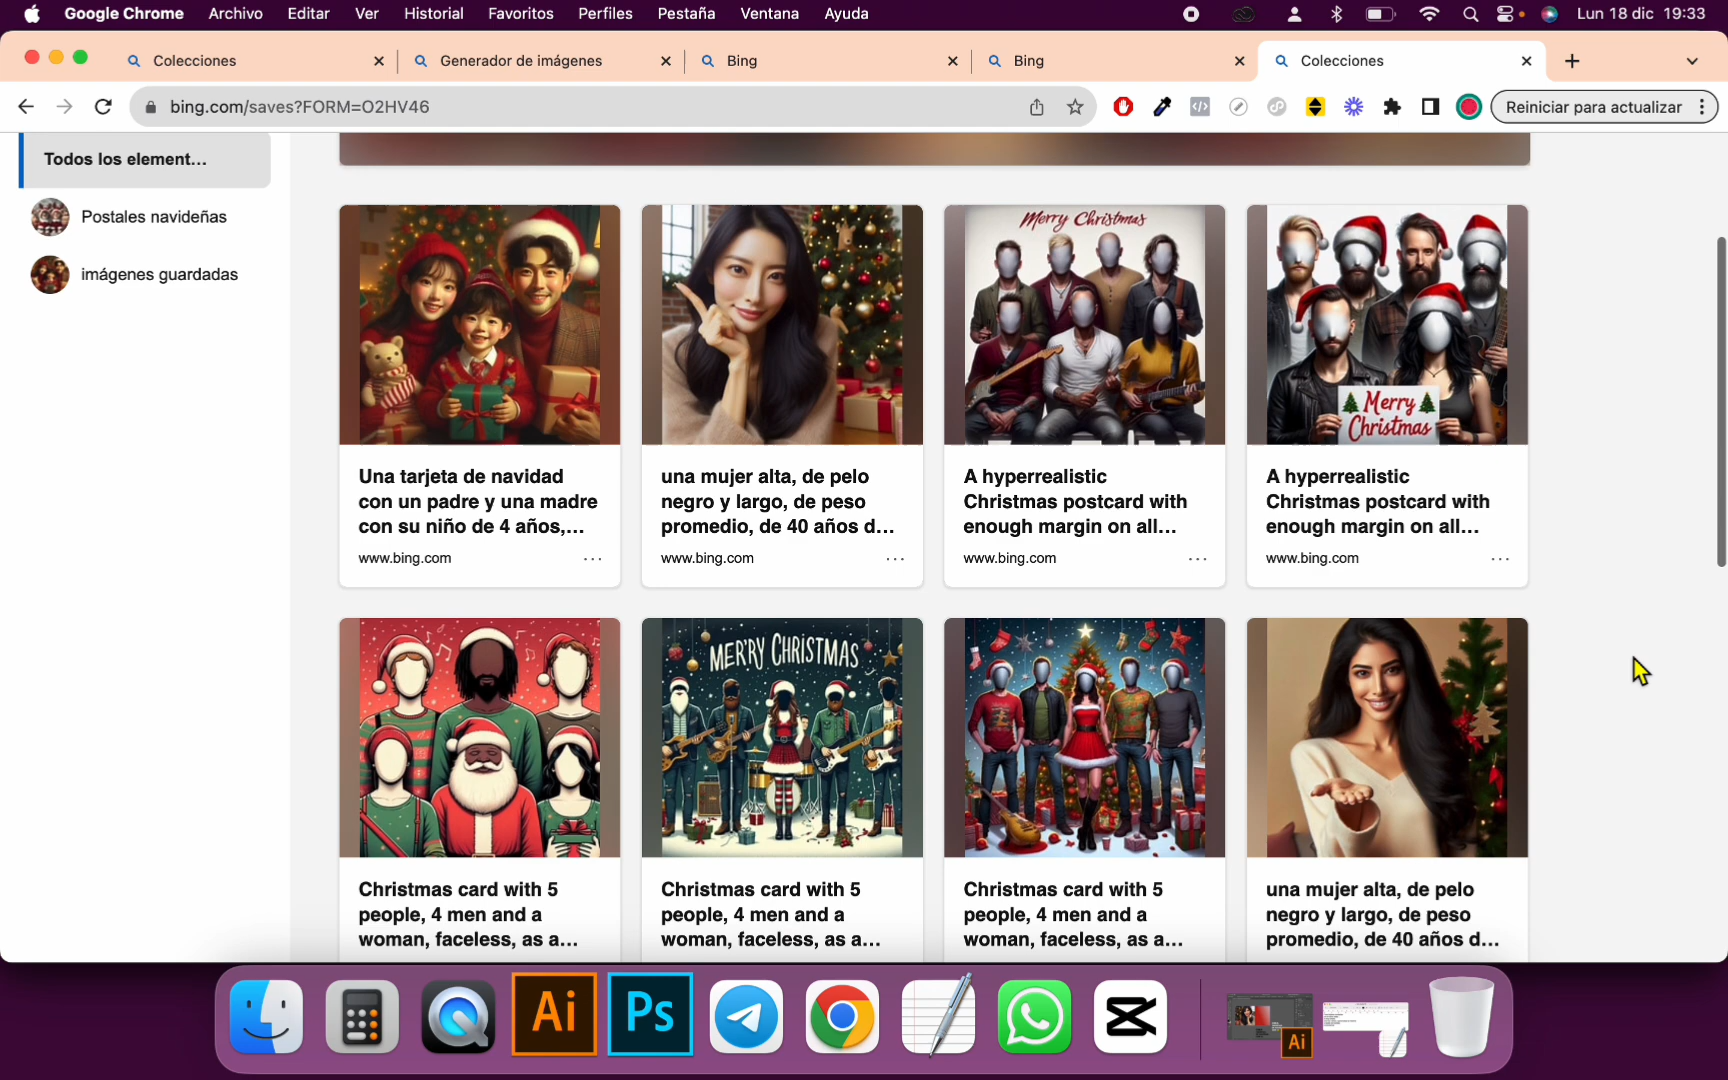 Google Chrome Archivo Editar Ver Historial Favoritos Perfiles Pestaña Ventana Ayuda Lun 18 dic 19:33
Colecciones Generador de imágenes Bing Bing Colecciones
bing.com/saves?FORM=O2HV46 Reiniciar para actualizar
Todos los element...
Postales navideñas
imágenes guardadas
Merry Christmas
Merry
Christmas
Una tarjeta de navidad
con un padre y una madre
con su niño de 4 años,...
www.bing.com
una mujer alta, de pelo
negro y largo, de peso
promedio, de 40 años d...
www.bing.com
A hyperrealistic
Christmas postcard with
enough margin on all...
www.bing.com
A hyperrealistic
Christmas postcard with
enough margin on all...
www.bing.com
MERRY CHRISTMAS
Christmas card with 5
people, 4 men and a
woman, faceless, as a...
Christmas card with 5
people, 4 men and a
woman, faceless, as a...
Christmas card with 5
people, 4 men and a
woman, faceless, as a...
una mujer alta, de pelo
negro y largo, de peso
promedio, de 40 años d...
Ai Ps Ai